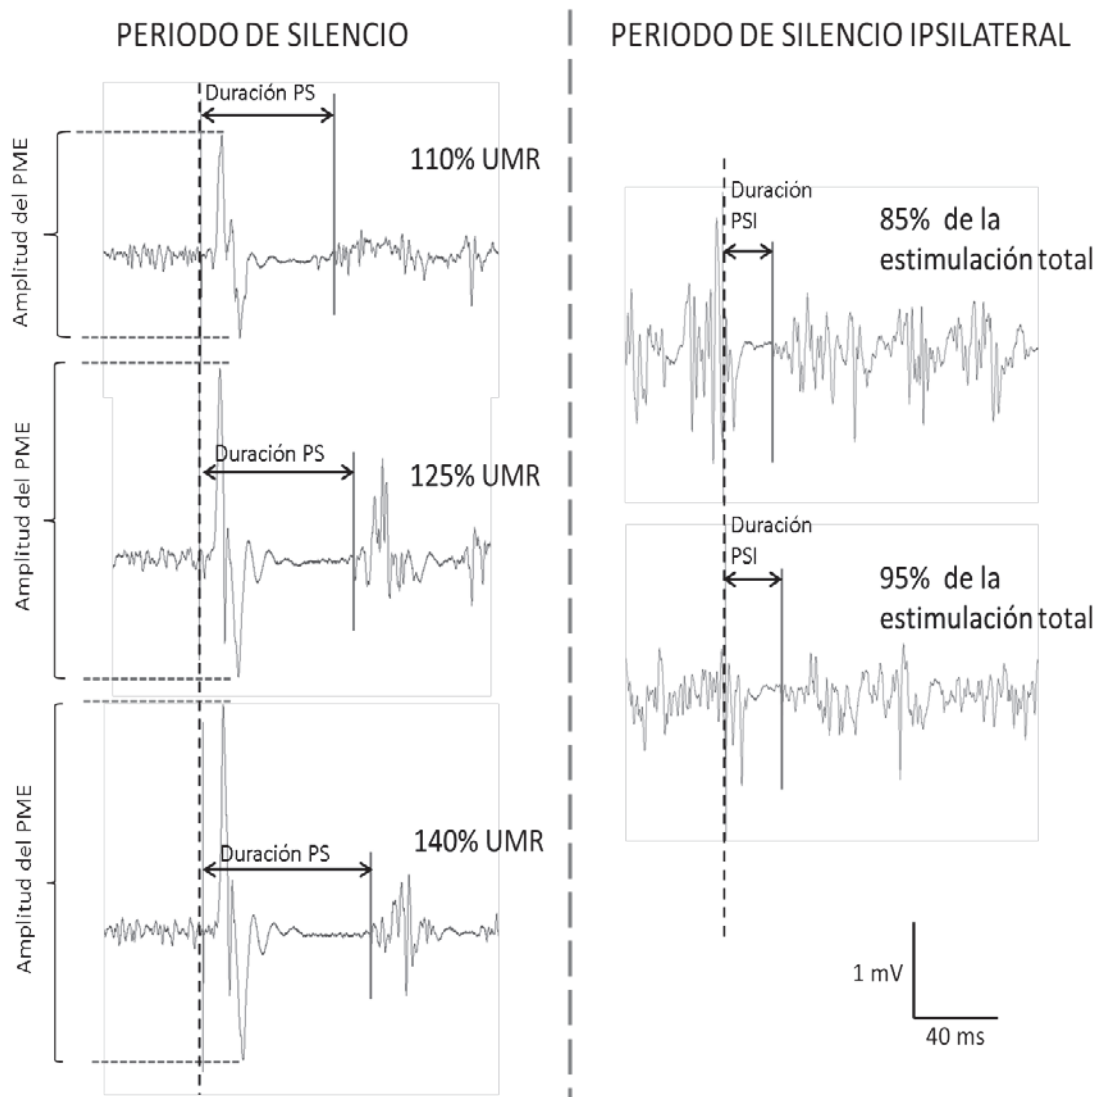 PERIODO DE SILENCIO
Duración PS
110% UMR
Amplitud del PME
Duración PS
125% UMR
Amplitud del PME
Duración PS
140% UMR
Amplitud del PME
PERIODO DE SILENCIO IPSILATERAL
Duración
PSI
85% de la
estimulación total
Duración
PSI
95% de la
estimulación total
1 mV
40 ms